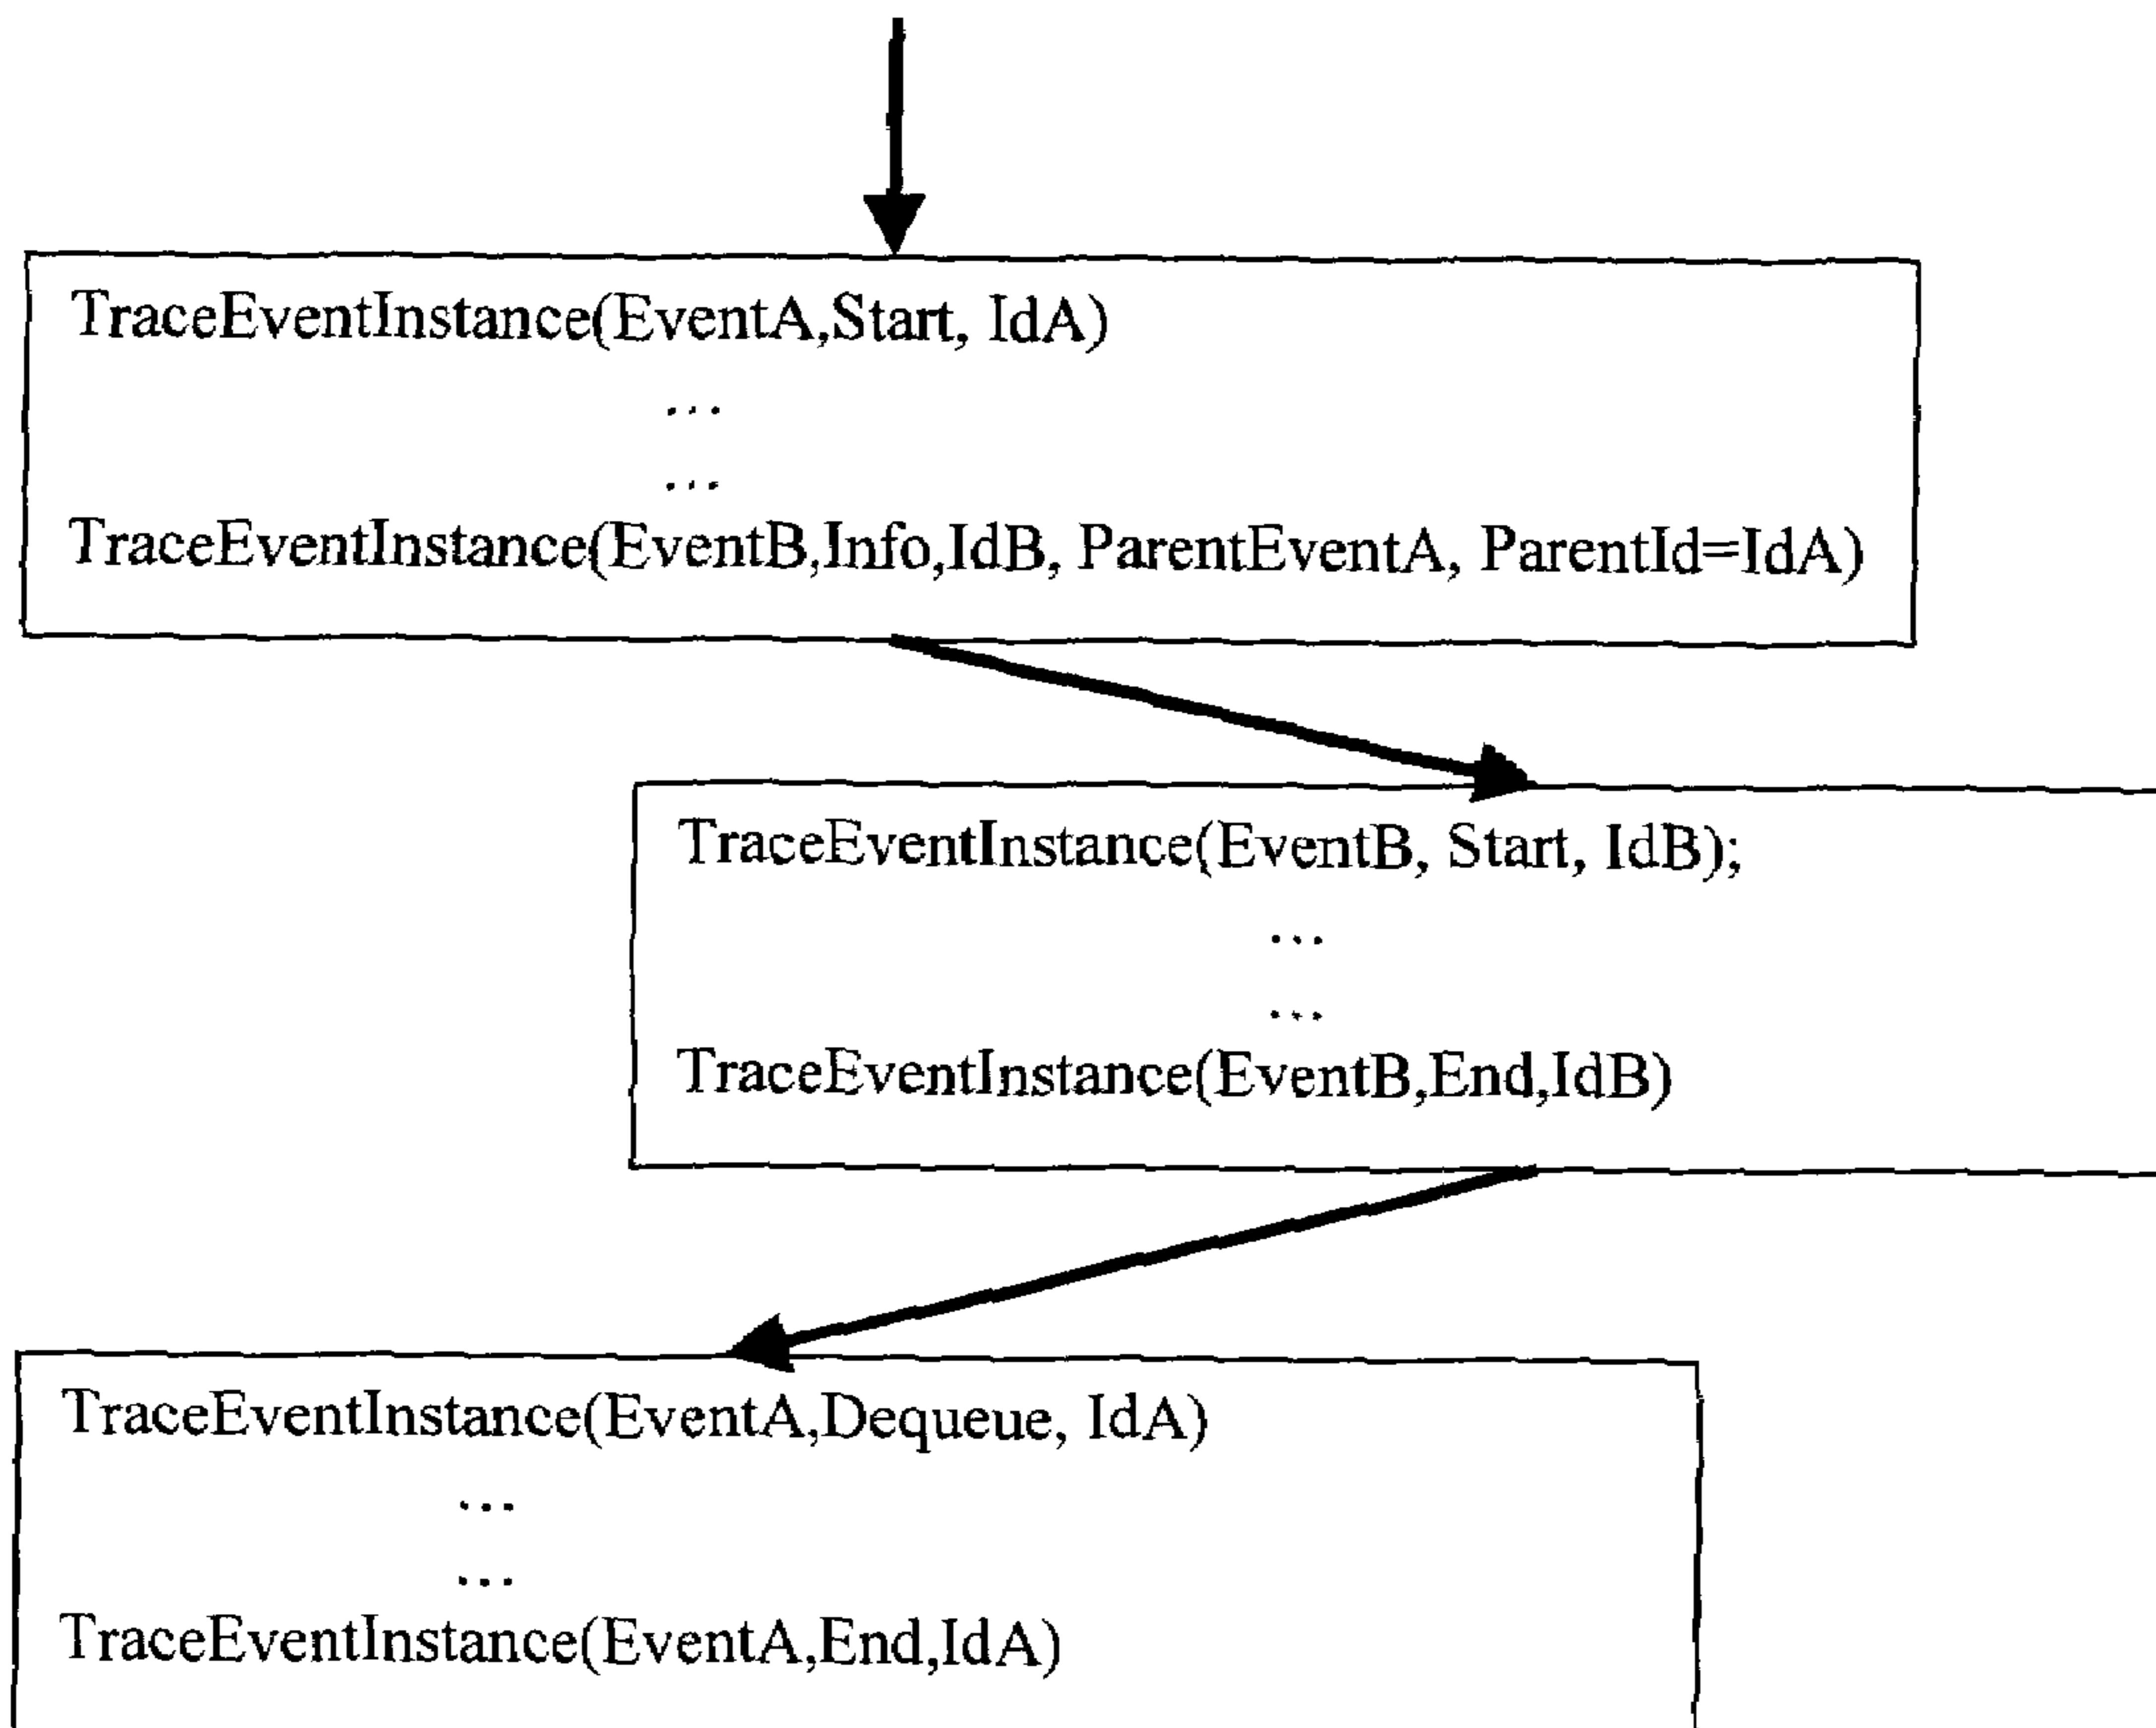 TraceEventInstance(EventA,Start, IdA)
...
...
TraceEventInstance(EventB,Info,IdB, ParentEventA, ParentId=IdA)
TraceEventInstance(EventB, Start, IdB);
...
...
TraceEventInstance(EventB,End,IdB)
TraceEventInstance(EventA,Dequeue, IdA)
...
...
TraceEventInstance(EventA,End,IdA)